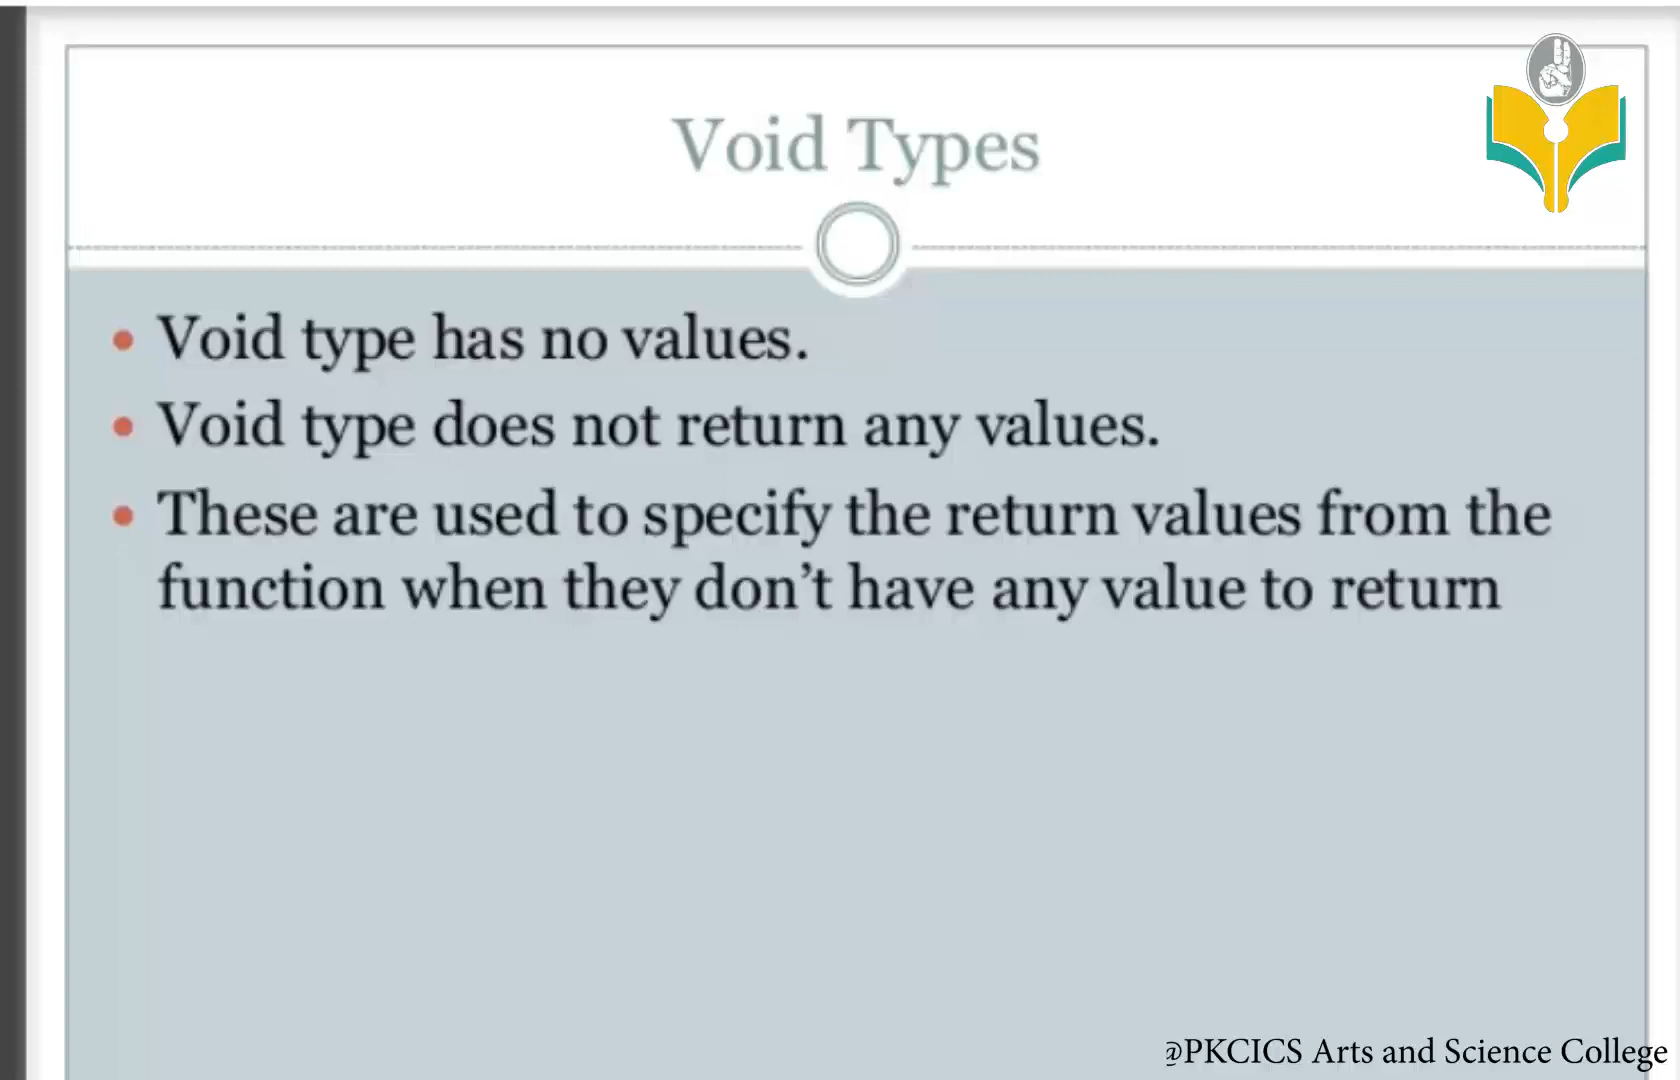 Void Types
• Void type has no values.
• Void type does not return any values.
• These are used to specify the return values from the
function when they don’t have any value to return
@PKCICS Arts and Science College